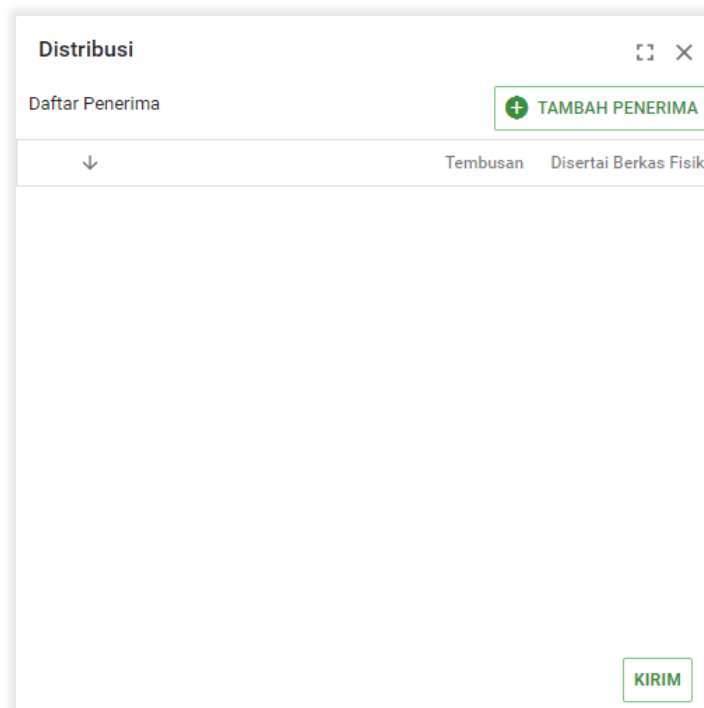 Distribusi
Daftar Penerima
TAMBAH PENERIMA
Tembusan Disertai Berkas Fisik
KIRIM